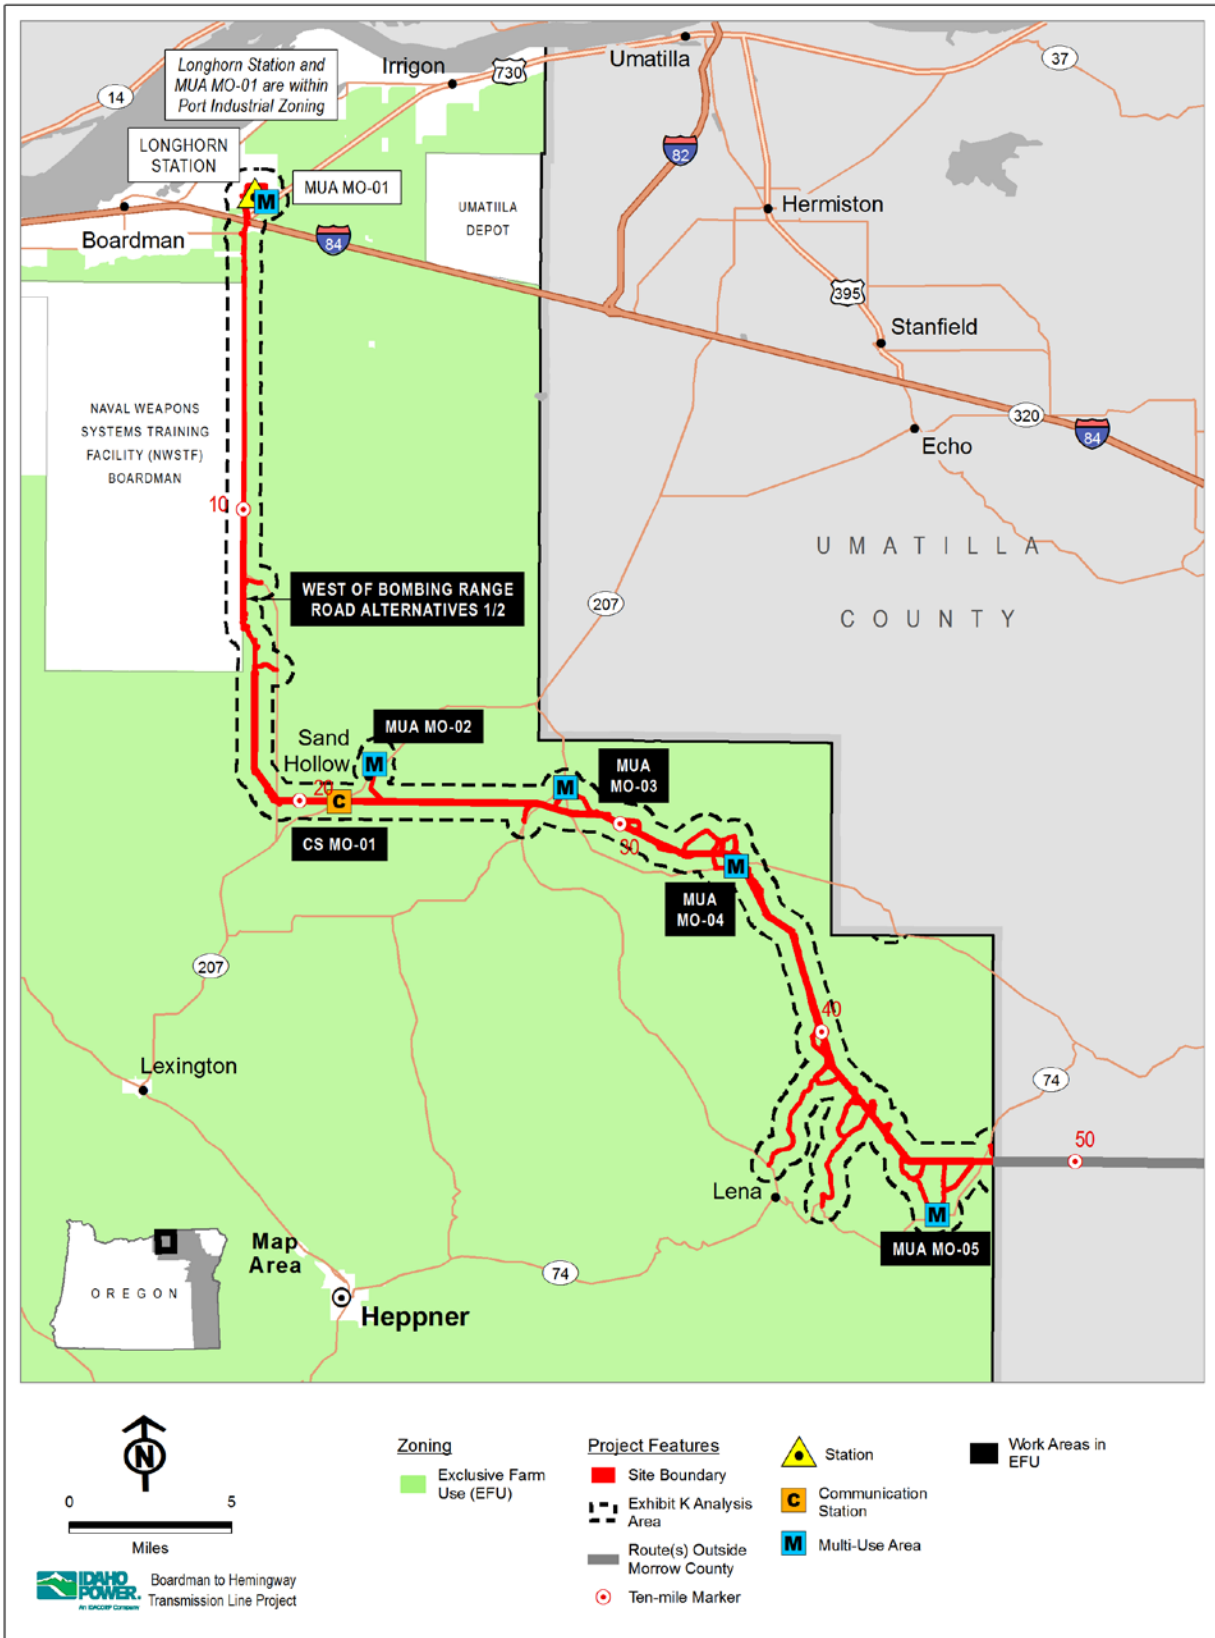 Longhorn Station and
MUA MO-01 are within
Port Industrial Zoning
Irrigon
730
Umatilla
37
14
LONGHORN
STATION
MUA MO-01
82
UMATIILA
DEPOT
Hermiston
Boardman
84
395
Stanfield
NAVAL WEAPONS
SYSTEMS TRAINING
FACILITY (NWSTF)
BOARDMAN
320
84
Echo
10
UMATILLA
COUNTY
WEST OF BOMBING RANGE
ROAD ALTERNATIVES 1/2
207
MUA MO-02
Sand
Hollow
M
MUA
MO-03
M
20
C
CS MO-01
30
M
MUA
MO-04
207
40
Lexington
74
50
Lena
M
MUA MO-05
Map
Area
OREGON
74
Heppner
M
N
0 5
Miles
IDAHO
POWER.
An IDACORP Company
Boardman to Hemingway
Transmission Line Project
Zoning
Exclusive Farm
Use (EFU)
Project Features
Site Boundary
Exhibit K Analysis
Area
Route(s) Outside
Morrow County
Ten-mile Marker
Station
C Communication
Station
M Multi-Use Area
Work Areas in
EFU